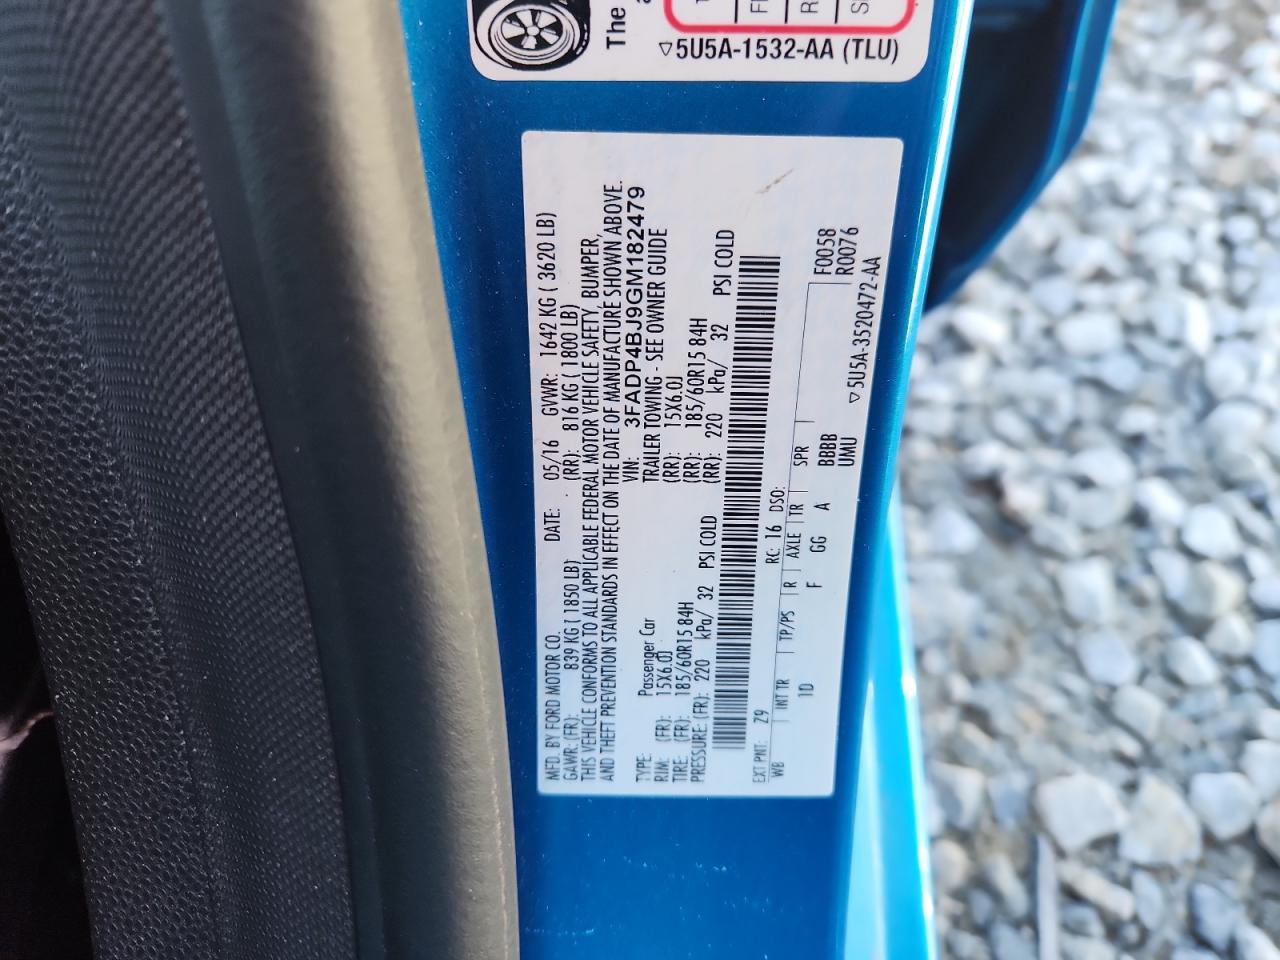 The
5U5A-1532-AA (TLU)
MFD. BY FORD MOTOR CO. DATE: 05/16 GVWR: 1642 KG ( 3620 LB)
GAWR: (FR): 839 KG ( 1850 LB) (RR): 816 KG ( 1800 LB)
THIS VEHICLE CONFORMS TO ALL APPLICABLE FEDERAL MOTOR VEHICLE SAFETY, BUMPER,
AND THEFT PREVENTION STANDARDS IN EFFECT ON THE DATE OF MANUFACTURE SHOWN ABOVE.
VIN: 3FADP4BJ9GM182479
TYPE: Passenger Car TRAILER TOWING - SEE OWNER GUIDE
RIM: (FR): 15X6.0J (RR): 15X6.0J
TIRE: (FR): 185/60R15 84H (RR): 185/60R15 84H
PRESSURE: (FR): 220 kPa/ 32 PSI COLD (RR): 220 kPa/ 32 PSI COLD
EXT PNT: Z9 RC: 16 DSO:
WB INT TR TP/PS R AXLE TR SPR
1D F GG A BBBB F0058
UMU R0076
5U5A-3520472-AA